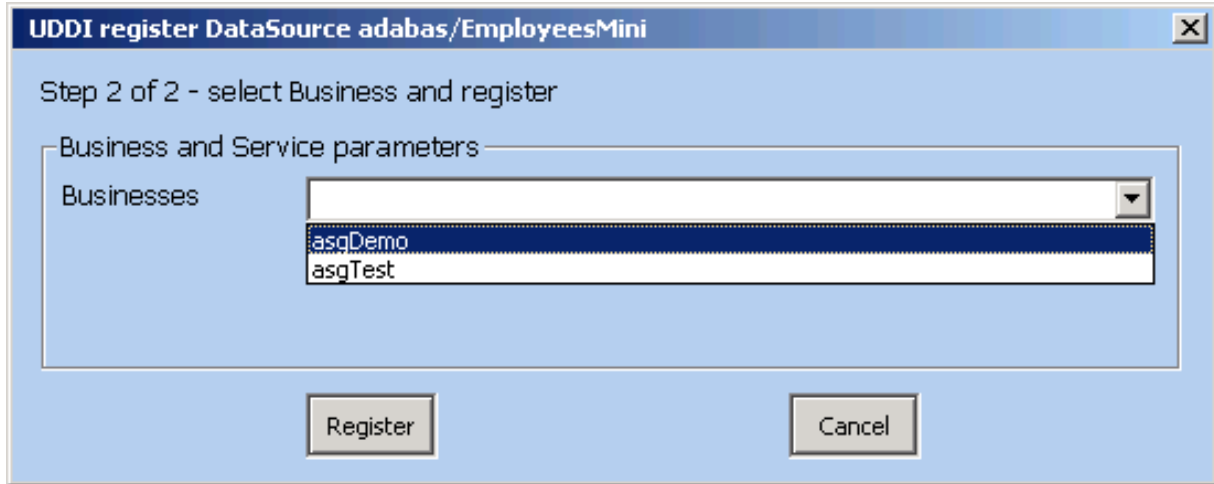 UDDI register DataSource adabas/EmployeesMini
Step 2 of 2 - select Business and register
Business and Service parameters
Businesses
asgDemo
asgTest
Register Cancel